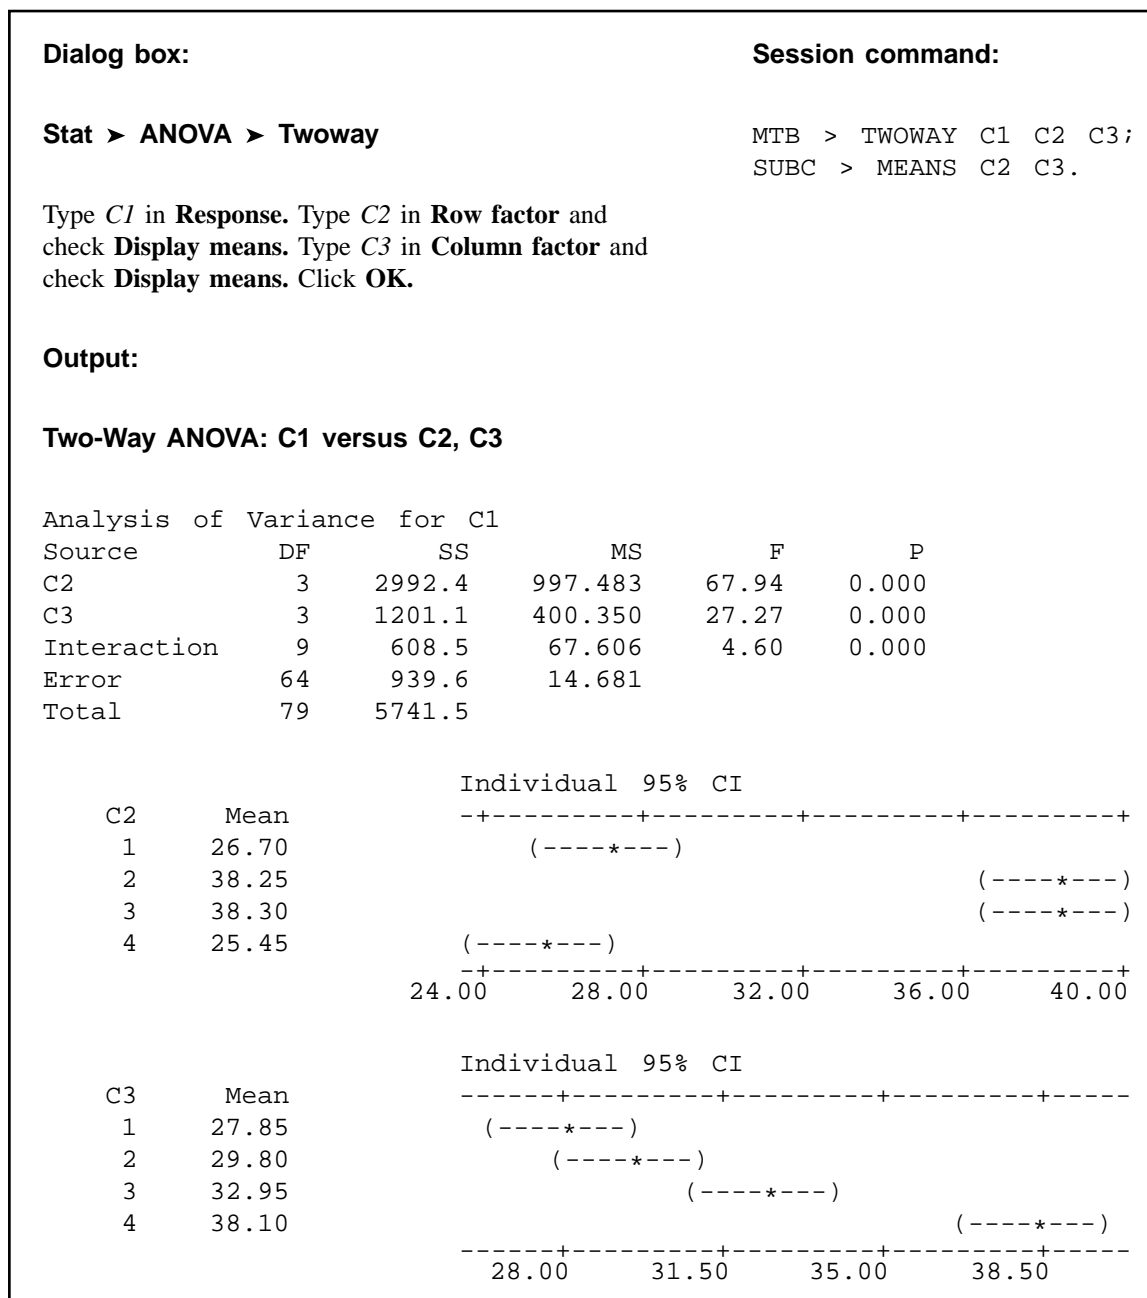 Dialog box:
Session command:
Stat ➤ ANOVA ➤ Twoway
MTB > TWOWAY C1 C2 C3;
SUBC > MEANS C2 C3.
Type C1 in Response. Type C2 in Row factor and
check Display means. Type C3 in Column factor and
check Display means. Click OK.
Output:
Two-Way ANOVA: C1 versus C2, C3
Analysis of Variance for C1
Source DF SS MS F P
C2 3 2992.4 997.483 67.94 0.000
C3 3 1201.1 400.350 27.27 0.000
Interaction 9 608.5 67.606 4.60 0.000
Error 64 939.6 14.681
Total 79 5741.5
Individual 95% CI
C2 Mean -+---------+---------+---------+---------+
1 26.70 (----*---)
2 38.25 (----*---)
3 38.30 (----*---)
4 25.45 (----*---)
-+---------+---------+---------+---------+
24.00 28.00 32.00 36.00 40.00
Individual 95% CI
C3 Mean ------+---------+---------+---------+-----
1 27.85 (----*---)
2 29.80 (----*---)
3 32.95 (----*---)
4 38.10 (----*---)
------+---------+---------+---------+-----
28.00 31.50 35.00 38.50